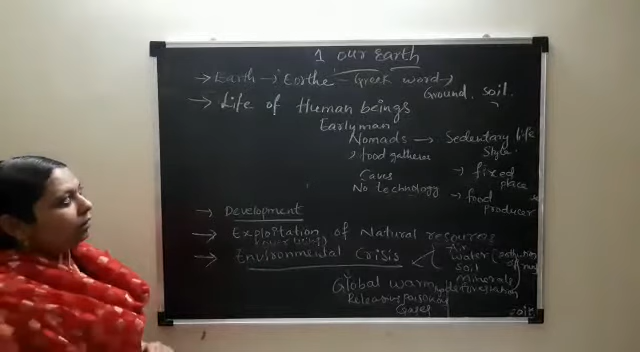 1 our Earth
→ Earth → 'Eorthe' - Greek word →
Ground, soil.
→ Life of Human beings
Earlyman
Nomads → Sedentary life
style.
food gatherer
Caves → fixed
place
No technology → food
producer
→ Development
→ Exploitation of Natural resources
→ Environmental Crisis
Air
water
soil
minerals
Global warming
Gases